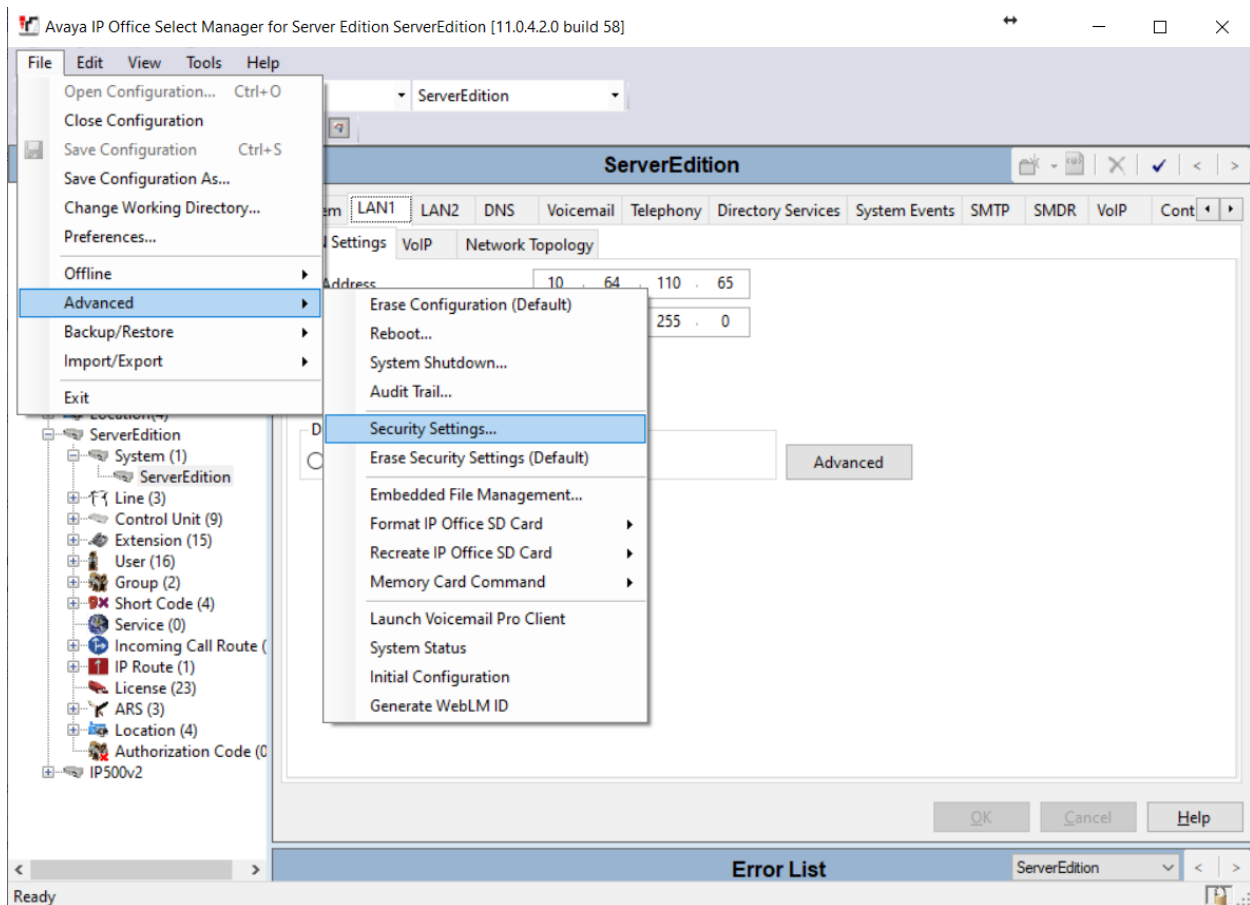 Avaya IP Office Select Manager for Server Edition ServerEdition [11.0.4.2.0 build 58]
File Edit View Tools Help
Open Configuration... Ctrl+O
Close Configuration
Save Configuration Ctrl+S
Save Configuration As...
Change Working Directory...
Preferences...
Offline
Advanced
Backup/Restore
Import/Export
Exit
ServerEdition
ServerEdition
LAN1 LAN2 DNS Voicemail Telephony Directory Services System Events SMTP SMDR VoIP Cont
Settings VoIP Network Topology
Address 10 . 64 . 110 . 65
255 . 0
Erase Configuration (Default)
Reboot...
System Shutdown...
Audit Trail...
Security Settings...
Erase Security Settings (Default)
Embedded File Management...
Format IP Office SD Card
Recreate IP Office SD Card
Memory Card Command
Launch Voicemail Pro Client
System Status
Initial Configuration
Generate WebLM ID
Advanced
Location(4)
ServerEdition
System (1)
ServerEdition
Line (3)
Control Unit (9)
Extension (15)
User (16)
Group (2)
Short Code (4)
Service (0)
Incoming Call Route (
IP Route (1)
License (23)
ARS (3)
Location (4)
Authorization Code (0
IP500v2
OK Cancel Help
Error List
ServerEdition
Ready